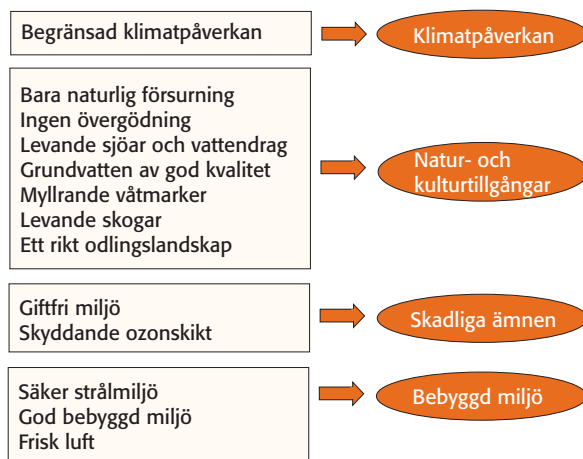 Begränsad klimatpåverkan
Klimatpåverkan
Bara naturlig försurning
Ingen övergödning
Levande sjöar och vattendrag
Grundvatten av god kvalitet
Myllrande våtmarker
Levande skogar
Ett rikt odlingslandskap
Natur- och
kulturtillgångar
Giftfri miljö
Skyddande ozonskikt
Skadliga ämnen
Säker strålmiljö
God bebyggd miljö
Frisk luft
Bebyggd miljö